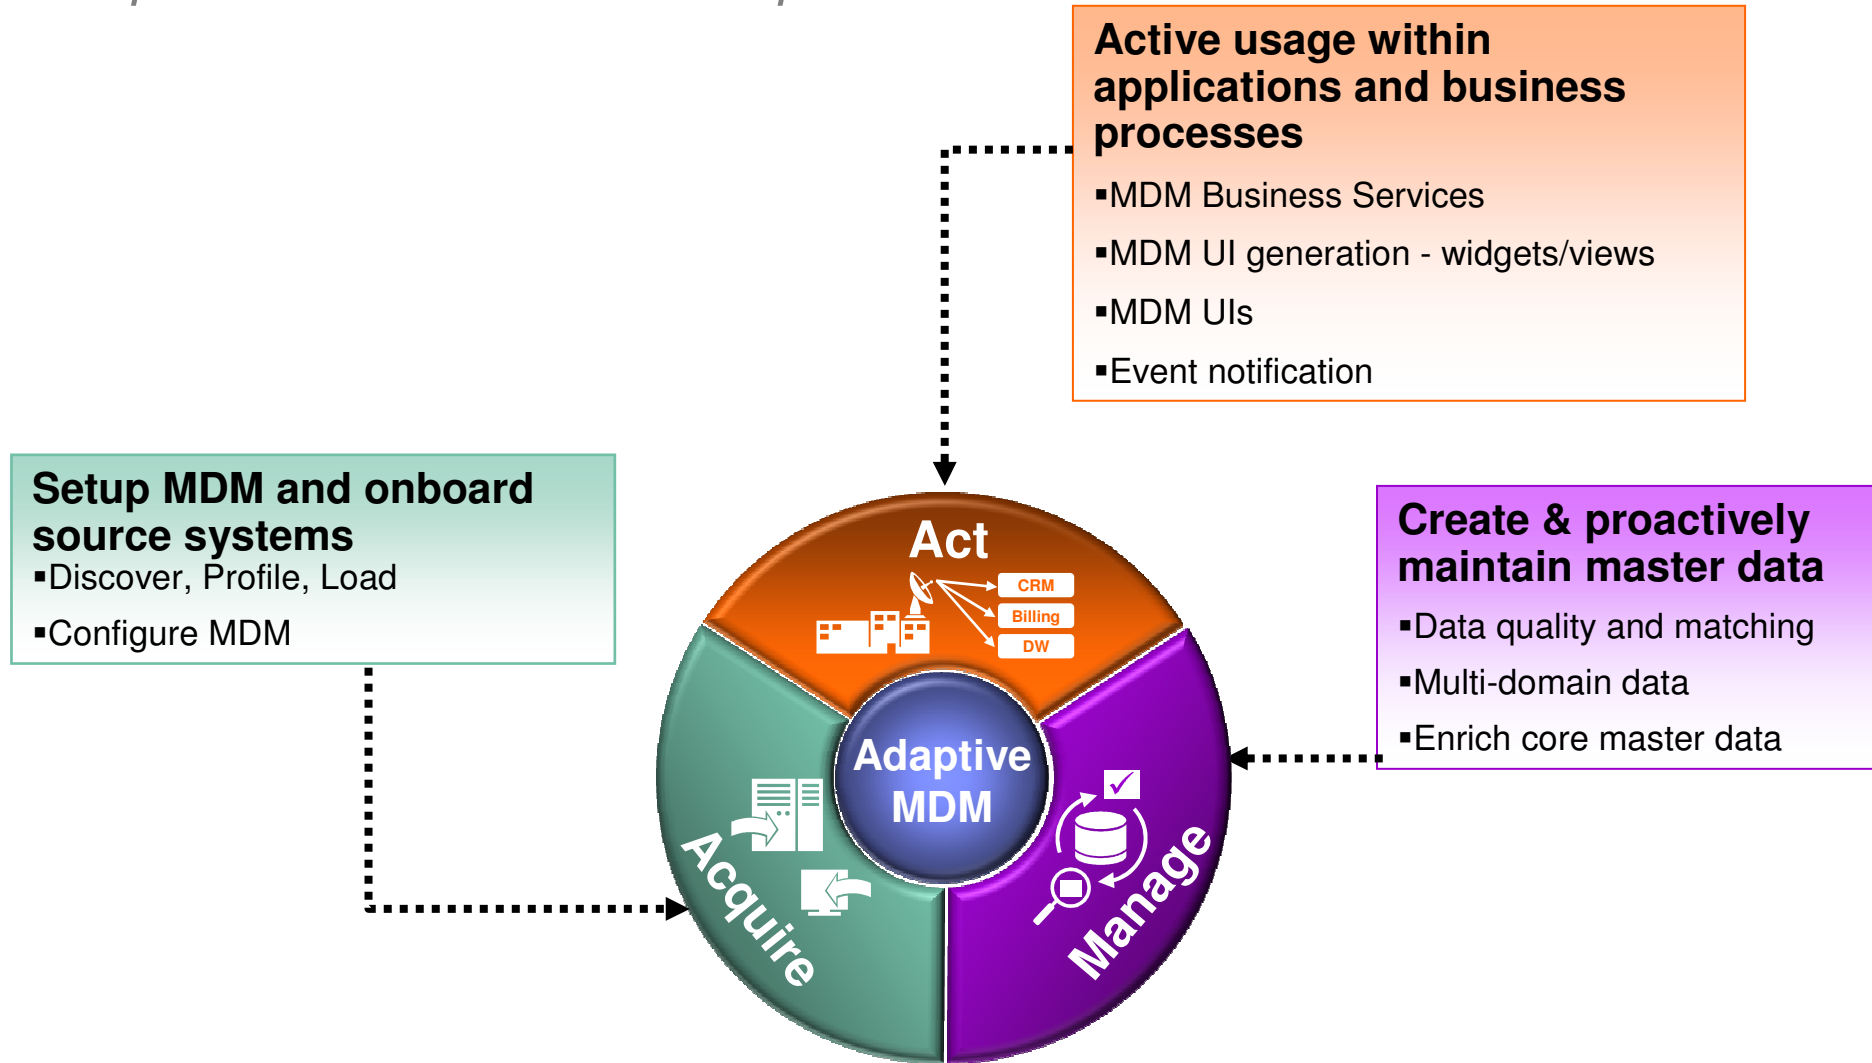 Active usage within
applications and business
processes
▪MDM Business Services
▪MDM UI generation - widgets/views
▪MDM UIs
▪Event notification
Setup MDM and onboard
source systems
▪Discover, Profile, Load
▪Configure MDM
Create & proactively
maintain master data
▪Data quality and matching
▪Multi-domain data
▪Enrich core master data
Act
CRM
Billing
DW
Adaptive
MDM
Acquire
Manage